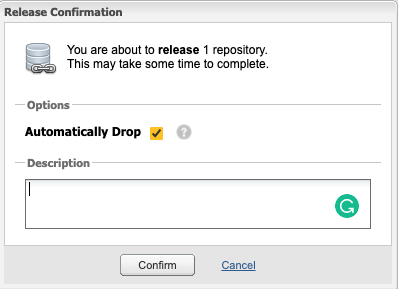 Release Confirmation
You are about to release 1 repository.
This may take some time to complete.
Options
Automatically Drop ?
Description
Confirm Cancel